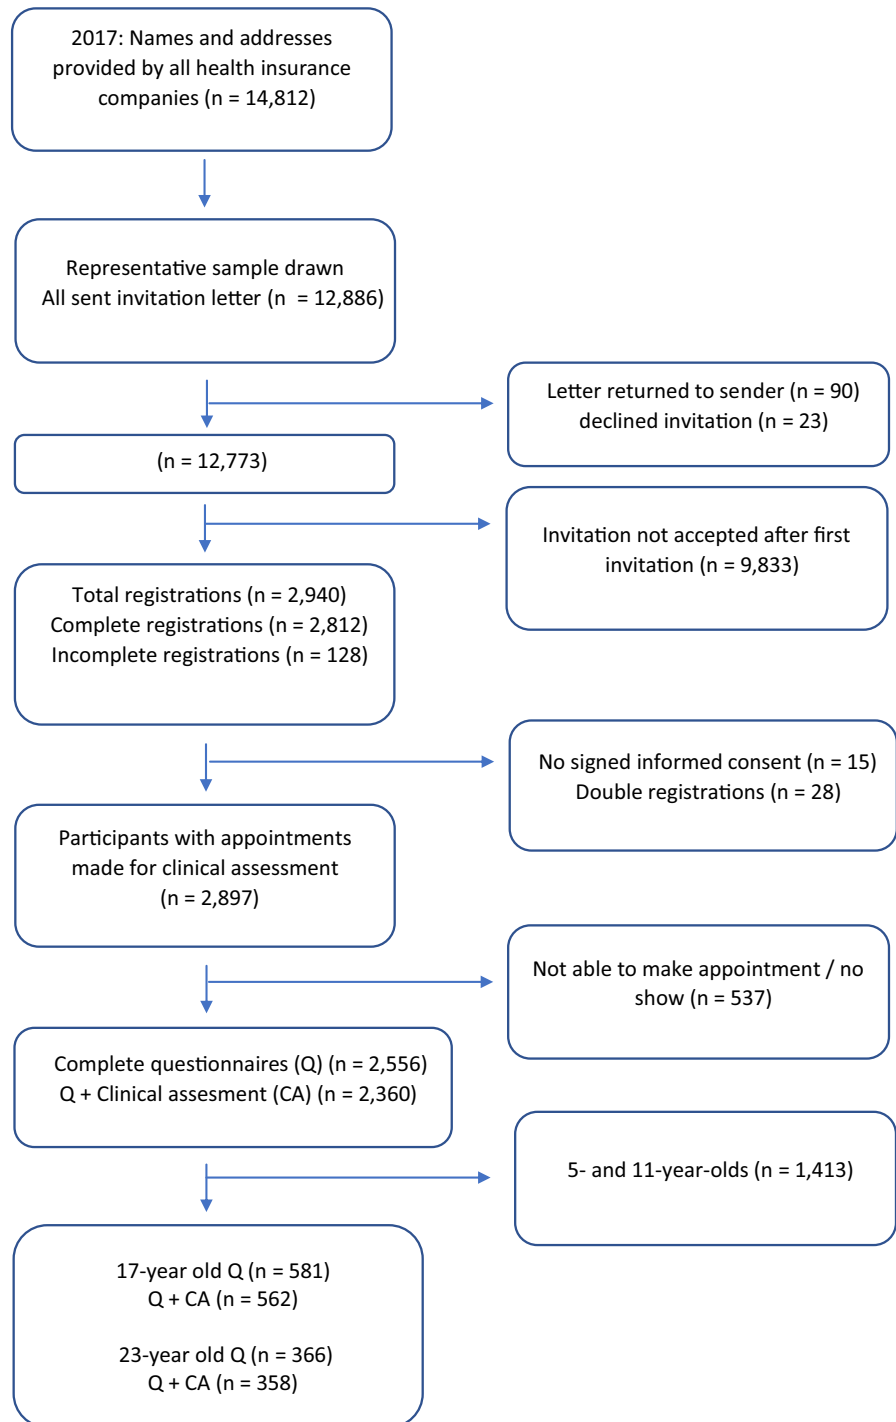 2017: Names and addresses
provided by all health insurance
companies (n = 14,812)
Representative sample drawn
All sent invitation letter (n = 12,886)
Letter returned to sender (n = 90)
declined invitation (n = 23)
(n = 12,773)
Invitation not accepted after first
invitation (n = 9,833)
Total registrations (n = 2,940)
Complete registrations (n = 2,812)
Incomplete registrations (n = 128)
No signed informed consent (n = 15)
Double registrations (n = 28)
Participants with appointments
made for clinical assessment
(n = 2,897)
Not able to make appointment / no
show (n = 537)
Complete questionnaires (Q) (n = 2,556)
Q + Clinical assesment (CA) (n = 2,360)
5- and 11-year-olds (n = 1,413)
17-year old Q (n = 581)
Q + CA (n = 562)
23-year old Q (n = 366)
Q + CA (n = 358)